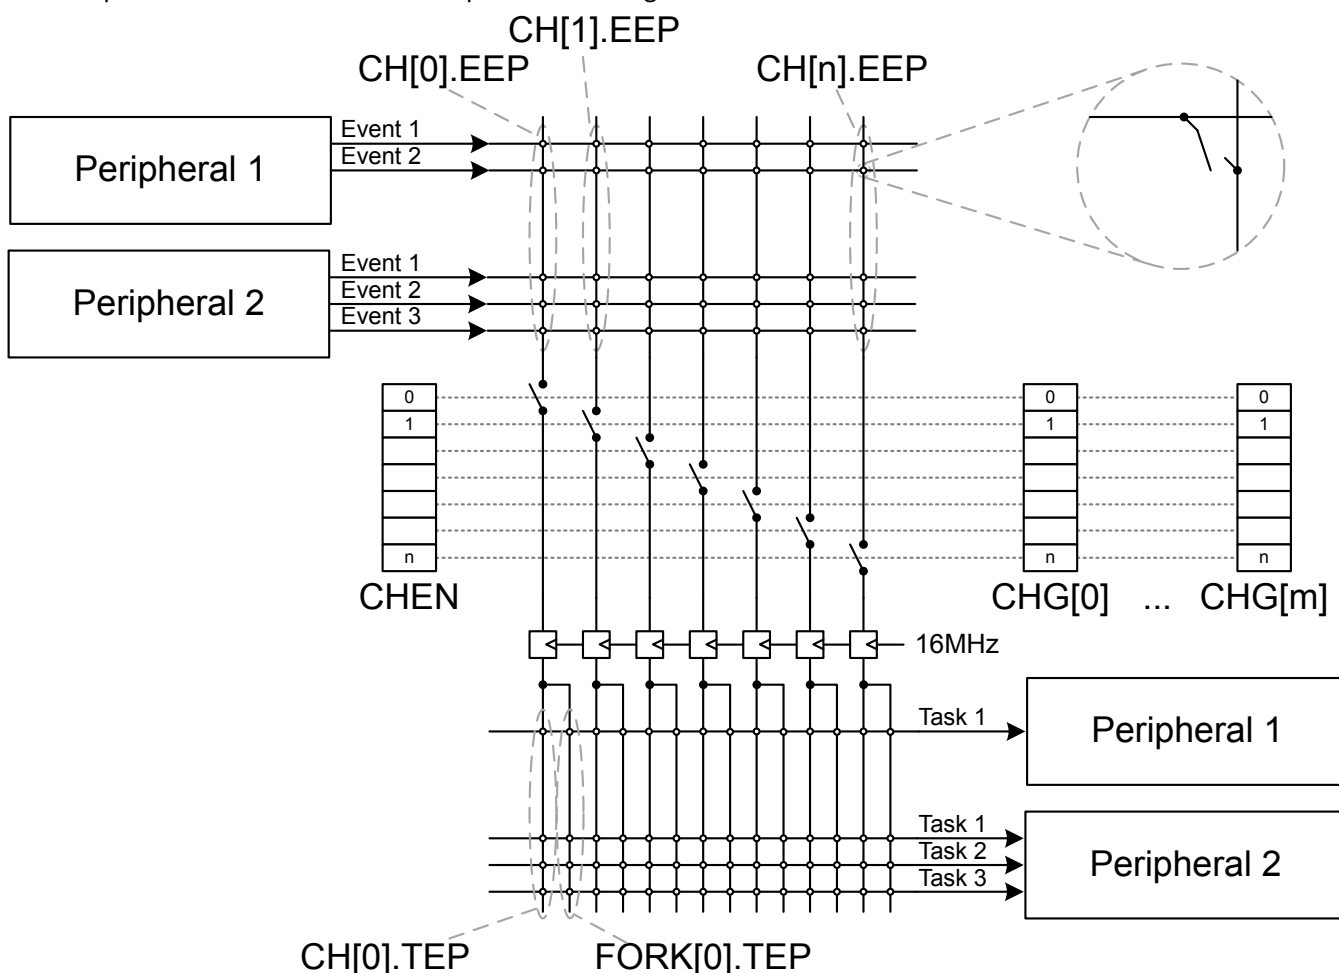 CH[1].EEP
CH[0].EEP
CH[n].EEP
Peripheral 1
Event 1
Event 2
Peripheral 2
Event 1
Event 2
Event 3
0
1
n
CHEN
0
1
n
CHG[0]
...
0
1
n
CHG[m]
16MHz
Task 1
Peripheral 1
Task 1
Task 2
Task 3
Peripheral 2
CH[0].TEP
FORK[0].TEP